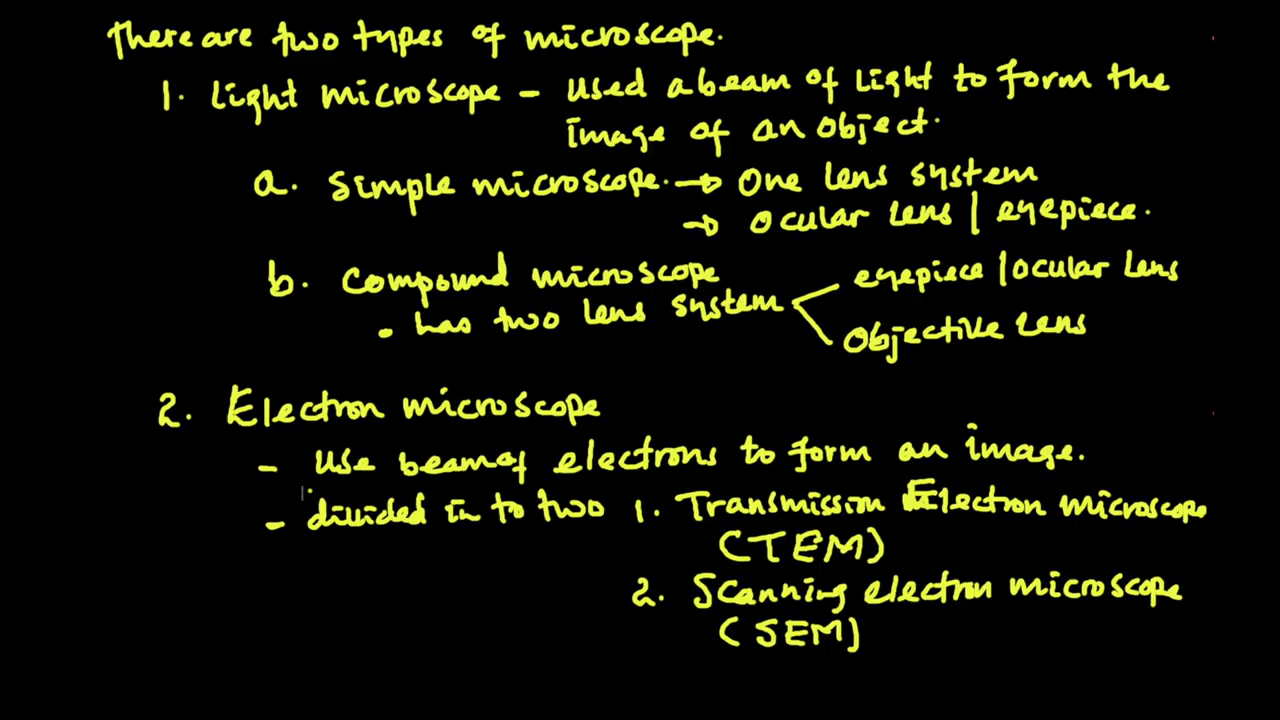 There are two types of microscope.
1. Light microscope - Used a beam of Light to form the
image of an object.
a. Simple microscope. → One lens system
→ Ocular lens | eyepiece.
b. Compound microscope
eyepiece | ocular lens
• has two lens system
Objective lens
2. Electron microscope
- Use beam of electrons to form an image.
- divided in to two 1. Transmission Electron microscope
(TEM)
2. Scanning electron microscope
(SEM)